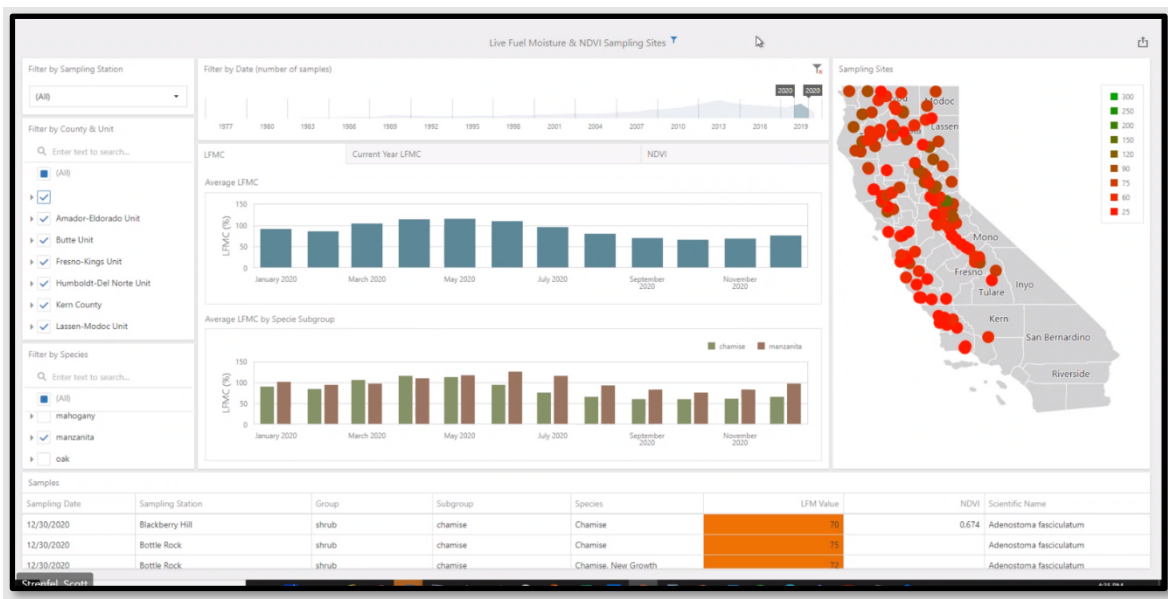 Live Fuel Moisture & NDVI Sampling Sites
Filter by Sampling Station
(All)
Filter by County & Unit
Enter text to search...
(All)
Amador-Eldorado Unit
Butte Unit
Fresno-Kings Unit
Humboldt-Del Norte Unit
Kern County
Lassen-Modoc Unit
Filter by Species
Enter text to search...
(All)
mahogany
manzanita
oak
Filter by Date (number of samples)
2020 2020
1977 1980 1983 1986 1989 1992 1995 1998 2001 2004 2007 2010 2013 2016 2019
LFMC Current Year LFMC NDVI
Average LFMC
LFMC (%)
150
100
50
0
January 2020 March 2020 May 2020 July 2020 September 2020 November 2020
Average LFMC by Specie Subgroup
chamise manzanita
LFMC (%)
150
100
50
0
January 2020 March 2020 May 2020 July 2020 September 2020 November 2020
Sampling Sites
Modoc
Lassen
Mono
Fresno
Inyo
Tulare
Kern
San Bernardino
Riverside
300
250
200
150
120
90
75
60
25
Samples
Sampling Date Sampling Station Group Subgroup Species LFM Value NDVI Scientific Name
12/30/2020 Blackberry Hill shrub chamise Chamise 70 0.674 Adenostoma fasciculatum
12/30/2020 Bottle Rock shrub chamise Chamise 75 Adenostoma fasciculatum
12/30/2020 Bottle Rock shrub chamise Chamise, New Growth 72 Adenostoma fasciculatum
Strenfel, Scott